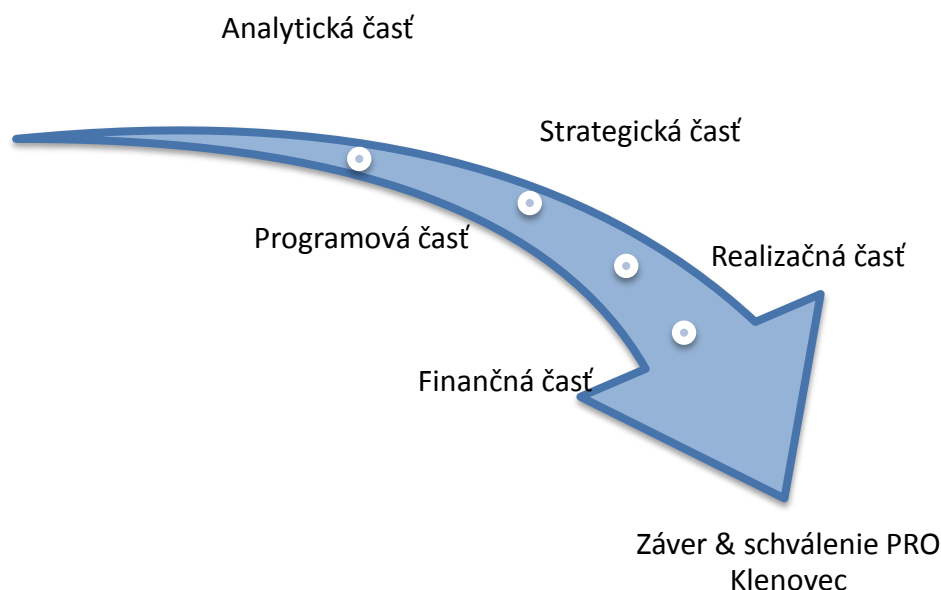 Analytická časť
Strategická časť
Programová časť
Realizačná časť
Finančná časť
Záver & schválenie PRO
Klenovec